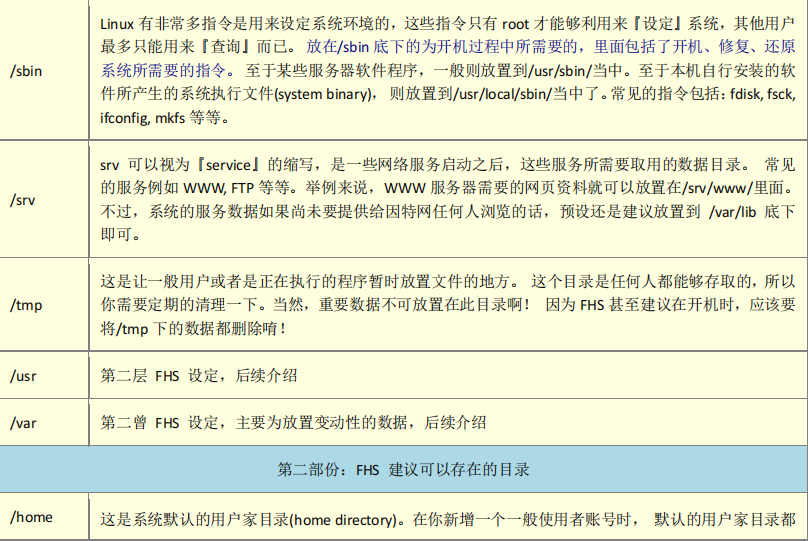 Linux 有非常多指令是用来设定系统环境的，这些指令只有 root 才能够利用来『设定』系统，其他用户
最多只能用来『查询』而已。 放在/sbin 底下的为开机过程中所需要的，里面包括了开机、修复、还原
/sbin
系统所需要的指令。 至于某些服务器软件程序，一般则放置到/usr/sbin/当中。至于本机自行安装的软
件所产生的系统执行文件(system binary)， 则放置到/usr/local/sbin/当中了。常见的指令包括：fdisk, fsck,
ifconfig, mkfs 等等。
srv 可以视为『service』的缩写，是一些网络服务启动之后，这些服务所需要取用的数据目录。 常见
的服务例如 WWW, FTP 等等。举例来说，WWW 服务器需要的网页资料就可以放置在/srv/www/里面。
/srv
不过，系统的服务数据如果尚未要提供给因特网任何人浏览的话，预设还是建议放置到 /var/lib 底下
即可。
这是让一般用户或者是正在执行的程序暂时放置文件的地方。 这个目录是任何人都能够存取的，所以
/tmp
你需要定期的清理一下。当然，重要数据不可放置在此目录啊！ 因为 FHS 甚至建议在开机时，应该要
将/tmp 下的数据都删除唷！
/usr 第二层 FHS 设定，后续介绍
/var 第二曾 FHS 设定，主要为放置变动性的数据，后续介绍
第二部份：FHS 建议可以存在的目录
/home 这是系统默认的用户家目录(home directory)。在你新增一个一般使用者账号时， 默认的用户家目录都